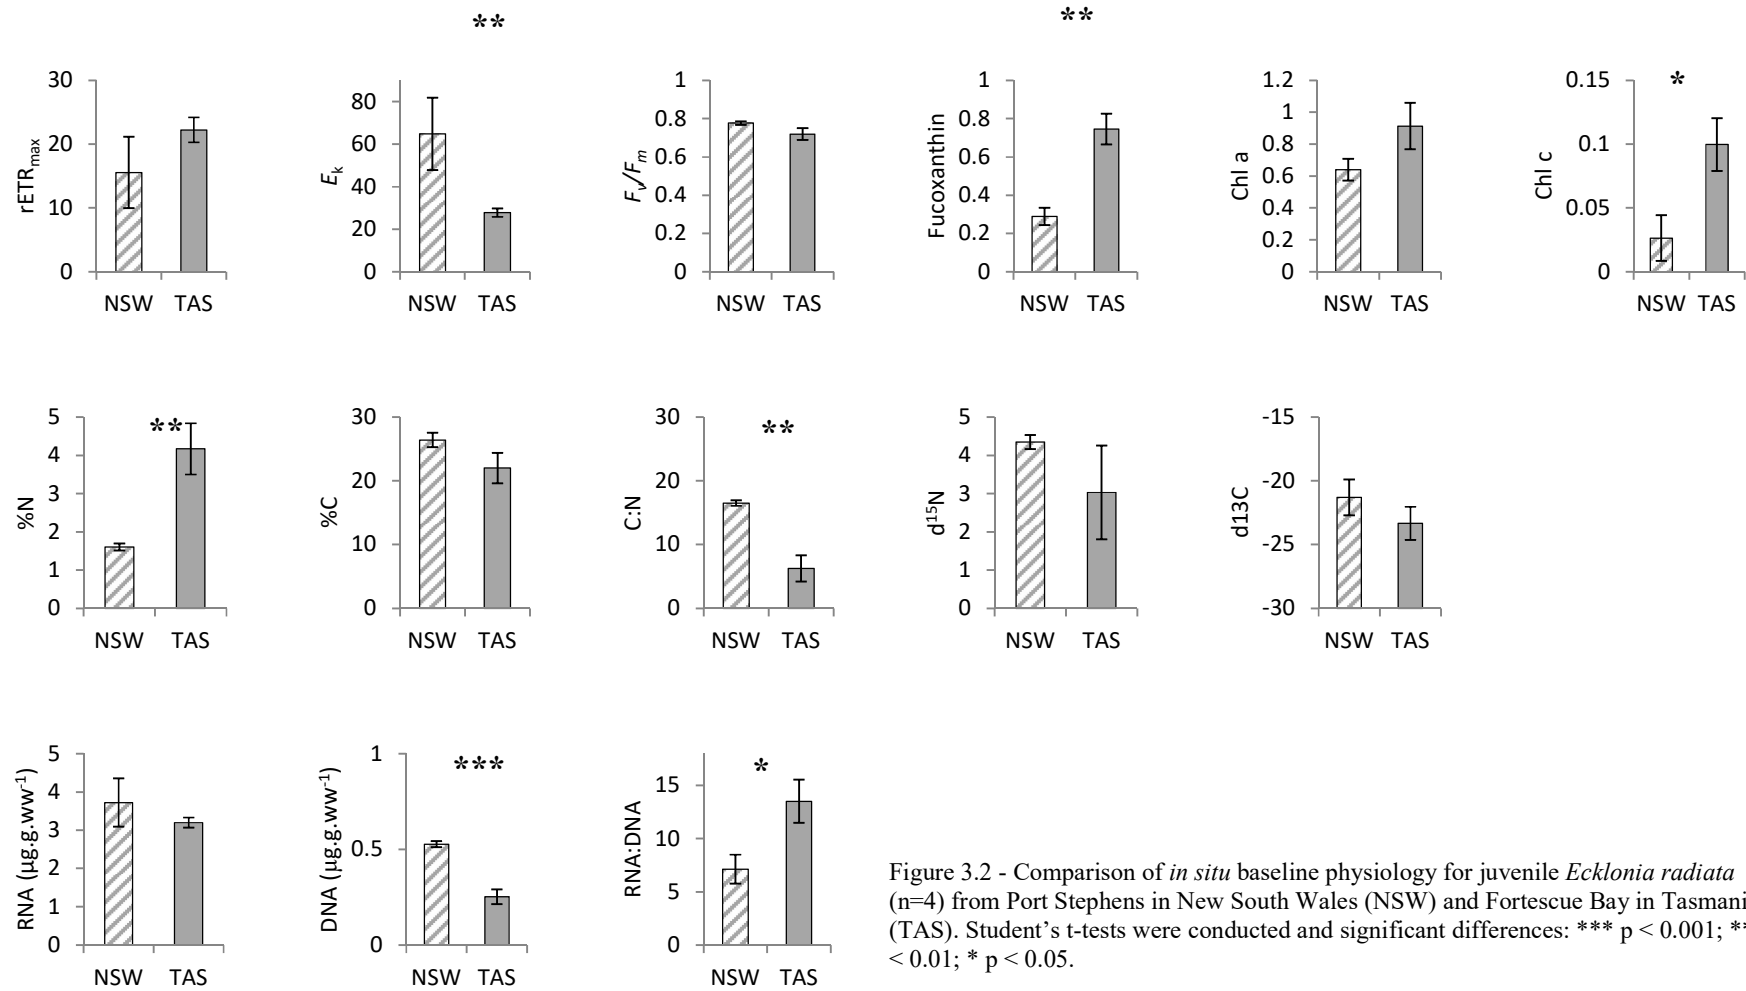 **
**
30
20
10
0
rETRmax
NSW TAS
80
60
40
20
0
Ek
NSW TAS
1
0.8
0.6
0.4
0.2
0
Fv/Fm
NSW TAS
1
0.8
0.6
0.4
0.2
0
Fucoxanthin
NSW TAS
1.2
1
0.8
0.6
0.4
0.2
0
Chl a
NSW TAS
0.15
0.1
0.05
0
Chl c
*
NSW TAS
5
4
3
2
1
0
%N
**
NSW TAS
30
20
10
0
%C
NSW TAS
30
20
10
0
C:N
**
NSW TAS
5
4
3
2
1
0
d¹⁵N
NSW TAS
-15
-20
-25
-30
d13C
NSW TAS
5
4
3
2
1
0
RNA (µg.g.ww⁻¹)
NSW TAS
1
0.5
0
DNA (µg.g.ww⁻¹)
***
NSW TAS
15
10
5
0
RNA:DNA
*
NSW TAS
Figure 3.2 - Comparison of in situ baseline physiology for juvenile Ecklonia radiata
(n=4) from Port Stephens in New South Wales (NSW) and Fortescue Bay in Tasmani
(TAS). Student’s t-tests were conducted and significant differences: *** p < 0.001; **
< 0.01; * p < 0.05.